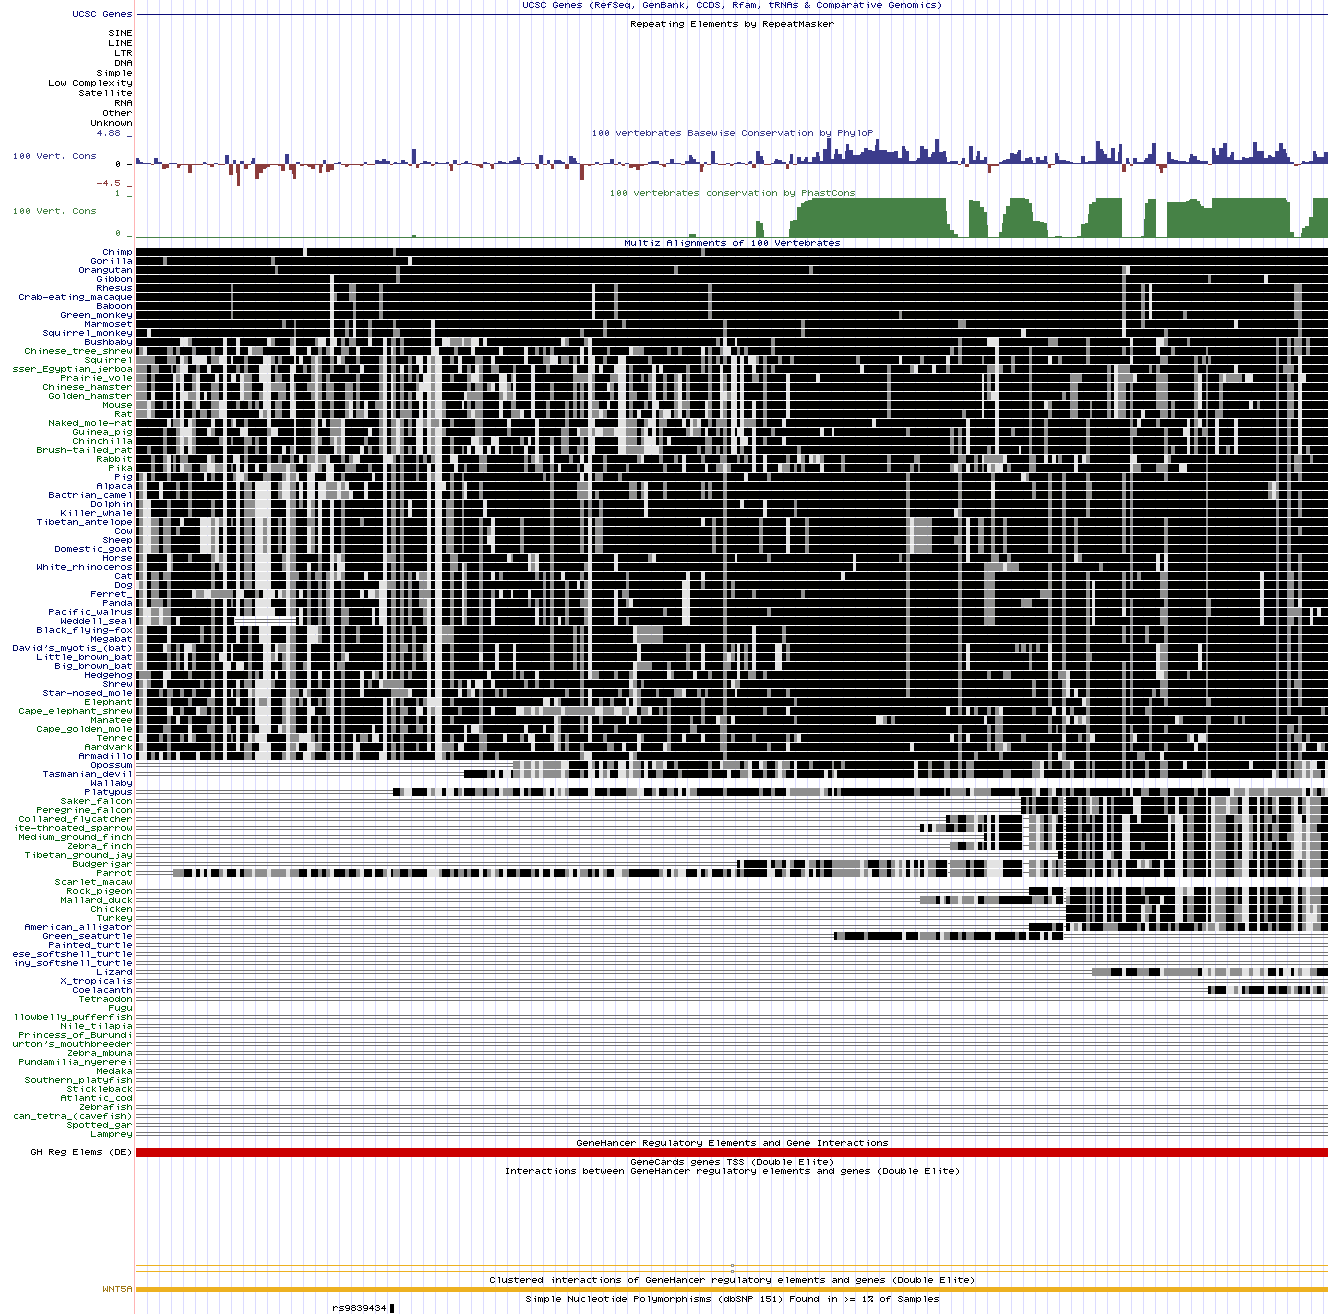 UCSC Genes (RefSeq, GenBank, CCDS, Rfam, tRNAs & Comparative Genomics)
UCSC Genes
Repeating Elements by RepeatMasker
SINE
LINE
LTR
DNA
Simple
Low Complexity
Satellite
RNA
Other
Unknown
4.88 _
100 vertebrates Basewise Conservation by PhyloP
100 Vert. Cons
0 -
-4.5 _
1 _
100 vertebrates conservation by PhastCons
100 Vert. Cons
0 _
Multiz Alignments of 100 Vertebrates
Chimp
Gorilla
Orangutan
Gibbon
Rhesus
Crab-eating_macaque
Baboon
Green_monkey
Marmoset
Squirrel_monkey
Bushbaby
Chinese_tree_shrew
Squirrel
sser_Egyptian_jerboa
Prairie_vole
Chinese_hamster
Golden_hamster
Mouse
Rat
Naked_mole-rat
Guinea_pig
Chinchilla
Brush-tailed_rat
Rabbit
Pika
Pig
Alpaca
Bactrian_camel
Dolphin
Killer_whale
Tibetan_antelope
Cow
Sheep
Domestic_goat
Horse
White_rhinoceros
Cat
Dog
Ferret_
Panda
Pacific_walrus
Weddell_seal
Black_flying-fox
Megabat
David's_myotis_(bat)
Little_brown_bat
Big_brown_bat
Hedgehog
Shrew
Star-nosed_mole
Elephant
Cape_elephant_shrew
Manatee
Cape_golden_mole
Tenrec
Aardvark
Armadillo
Opossum
Tasmanian_devil
Wallaby
Platypus
Saker_falcon
Peregrine_falcon
Collared_flycatcher
ite-throated_sparrow
Medium_ground_finch
Zebra_finch
Tibetan_ground_jay
Budgerigar
Parrot
Scarlet_macaw
Rock_pigeon
Mallard_duck
Chicken
Turkey
American_alligator
Green_seaturtle
Painted_turtle
ese_softshell_turtle
iny_softshell_turtle
Lizard
X_tropicalis
Coelacanth
Tetraodon
Fugu
llowbelly_pufferfish
Nile_tilapia
Princess_of_Burundi
urton's_mouthbreeder
Zebra_mbuna
Pundamilia_nyererei
Medaka
Southern_platyfish
Stickleback
Atlantic_cod
Zebrafish
can_tetra_(cavefish)
Spotted_gar
Lamprey
GeneHancer Regulatory Elements and Gene Interactions
GH Reg Elems (DE)
GeneCards genes TSS (Double Elite)
Interactions between GeneHancer regulatory elements and genes (Double Elite)
Clustered interactions of GeneHancer regulatory elements and genes (Double Elite)
WNT5A
Simple Nucleotide Polymorphisms (dbSNP 151) Found in >= 1% of Samples
rs9839434